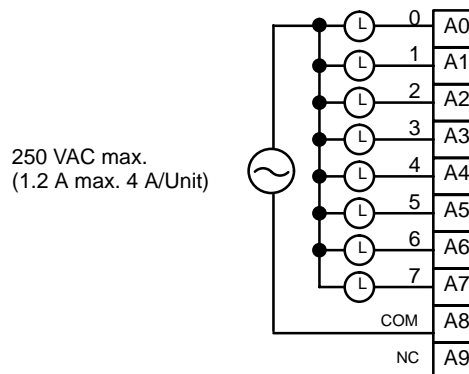 L 0 A0
L 1 A1
L 2 A2
L 3 A3
250 VAC max.
(1.2 A max. 4 A/Unit)
L 4 A4
L 5 A5
L 6 A6
L 7 A7
COM A8
NC A9